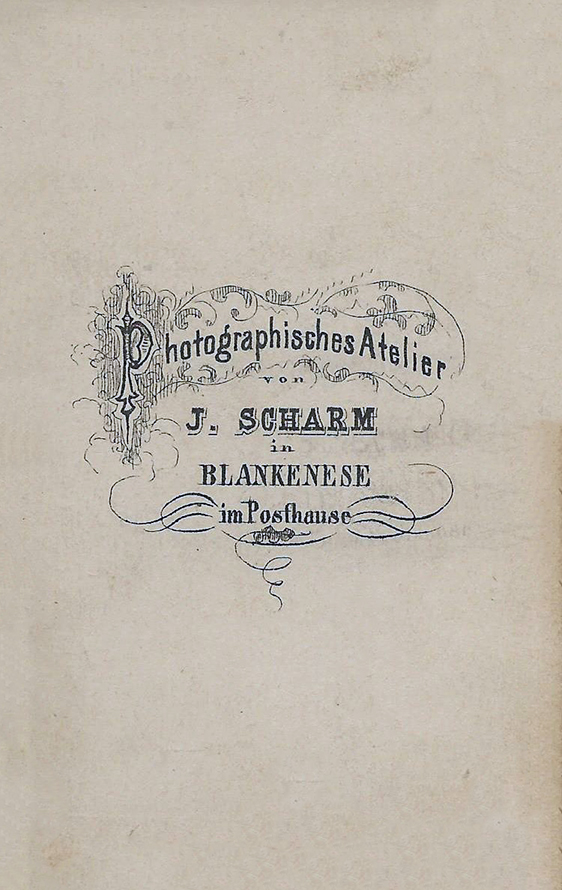 Photographisches Atelier
von
J. SCHARM
in
BLANKENESE
im Posthause